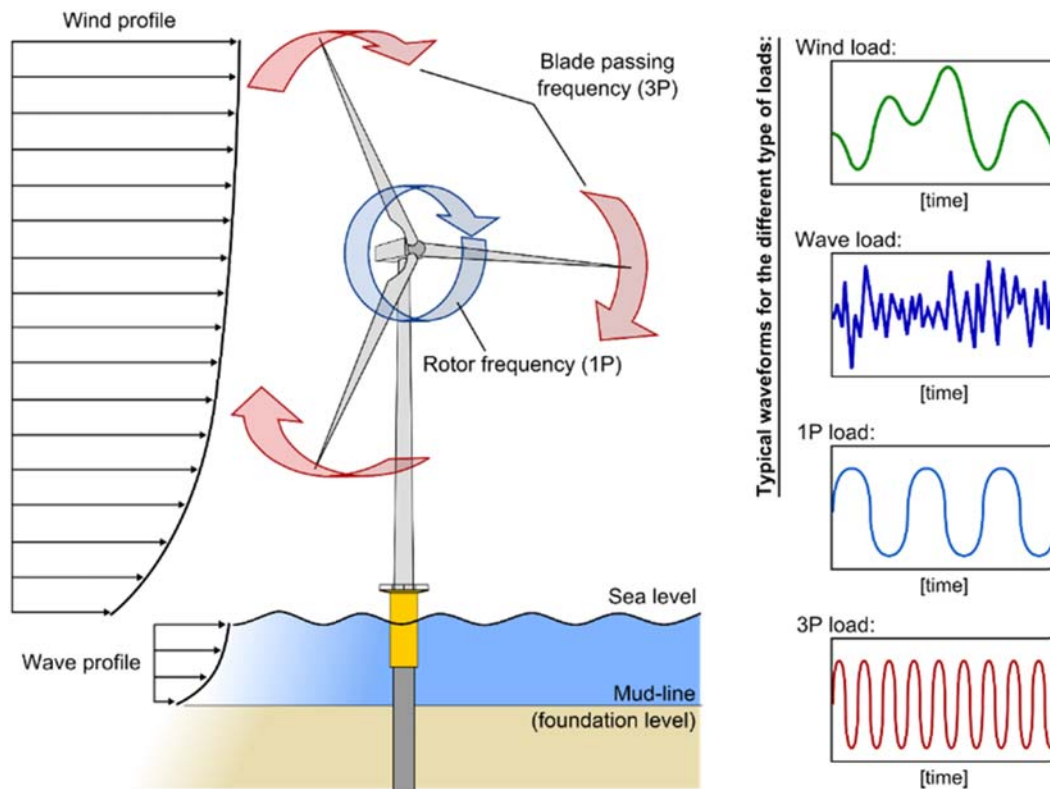 Wind profile
Blade passing
frequency (3P)
Rotor frequency (1P)
Sea level
Wave profile
Mud-line
(foundation level)
Typical waveforms for the different type of loads:
Wind load:
[time]
Wave load:
[time]
1P load:
[time]
3P load:
[time]